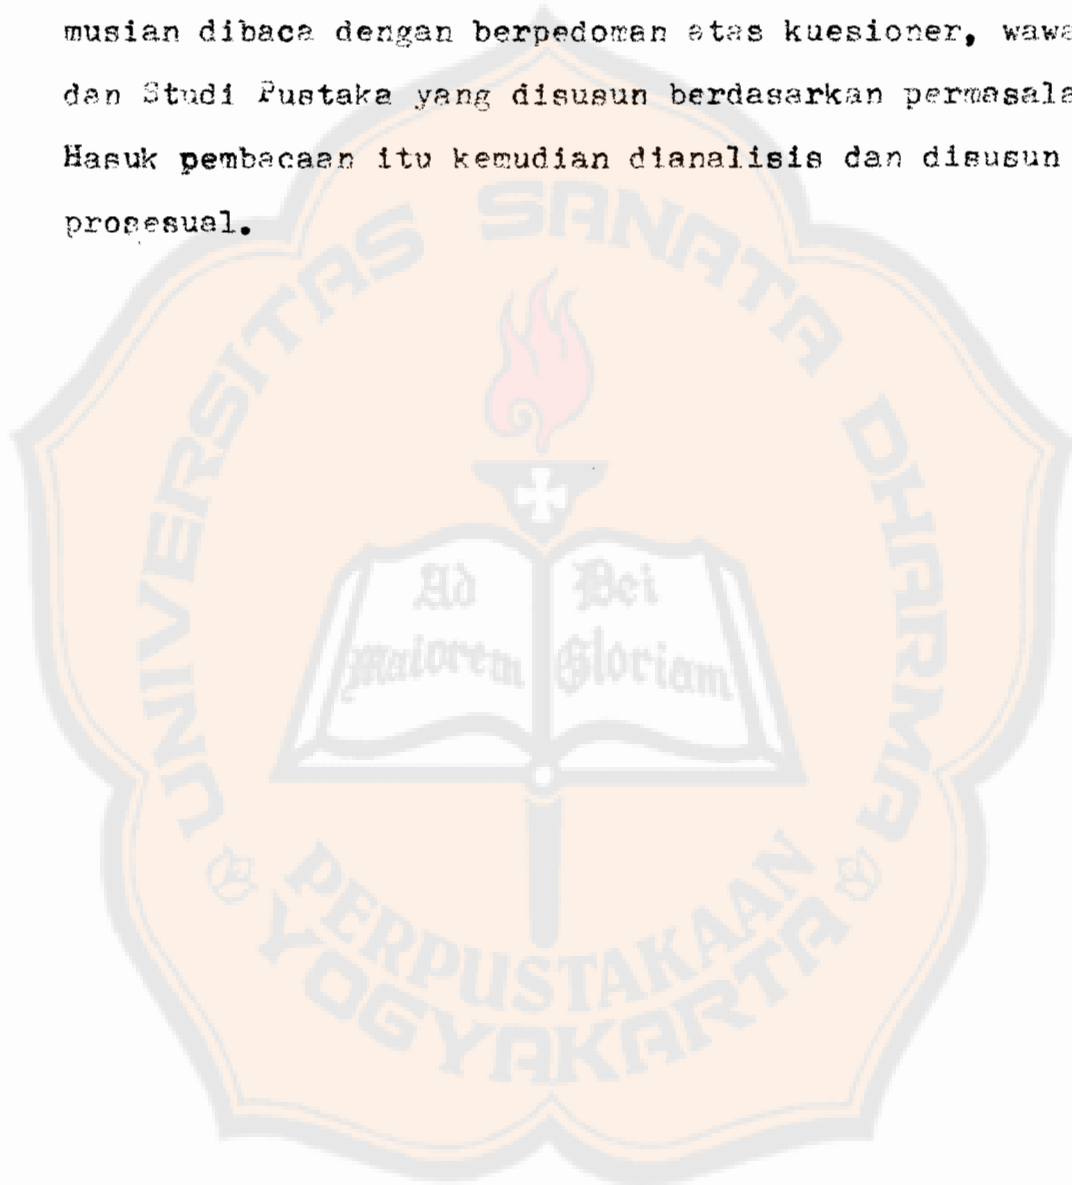 musian dibaca dengan berpedoman atas kuesioner, wawa
dan Studi Pustaka yang disusun berdasarkan permasala
Hasuk pembacaan itu kemudian dianalisis dan disusun
prosesual.
UNIVERSITAS SANATA DHARMA
Ad Dei
maiorem Gloriam
PERPUSTAKAAN
YOGYAKARTA